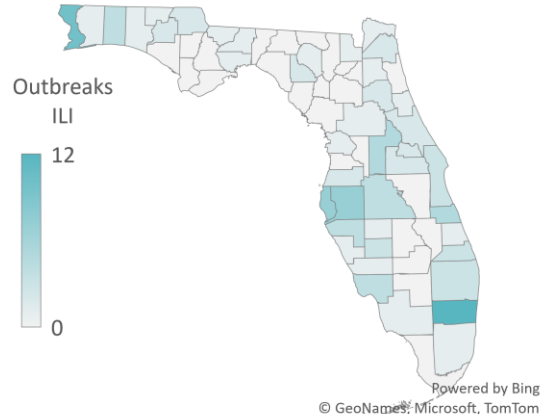 Outbreaks
ILI
12
0
Powered by Bing
© GeoNames, Microsoft, TomTom